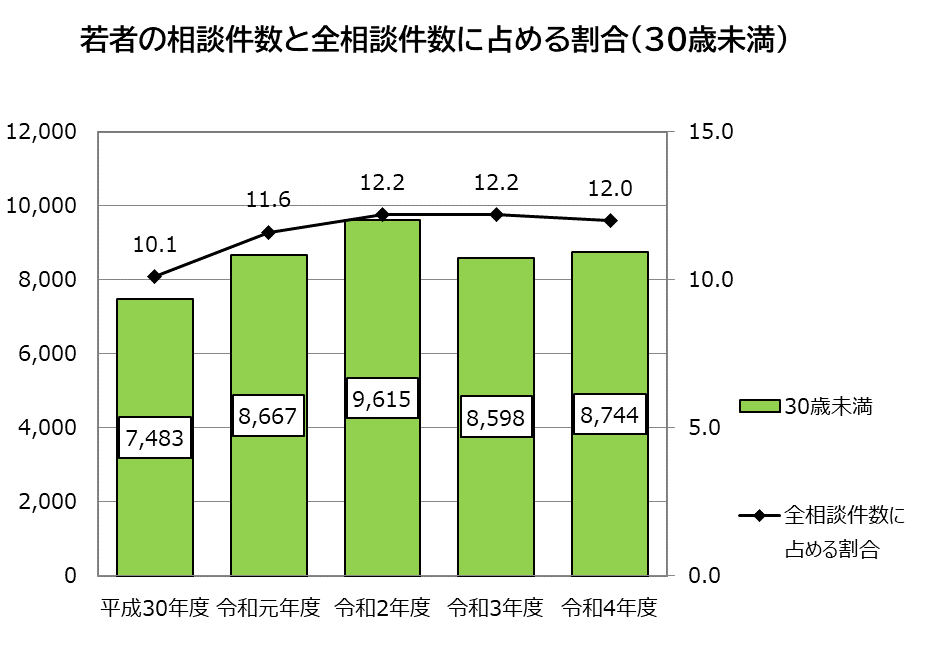 若者の相談件数と全相談件数に占める割合（30歳未満）
12,000
10,000
8,000
6,000
4,000
2,000
0
15.0
10.0
5.0
0.0
10.1
11.6
12.2
12.2
12.0
7,483
8,667
9,615
8,598
8,744
平成30年度
令和元年度
令和2年度
令和3年度
令和4年度
30歳未満
全相談件数に
占める割合